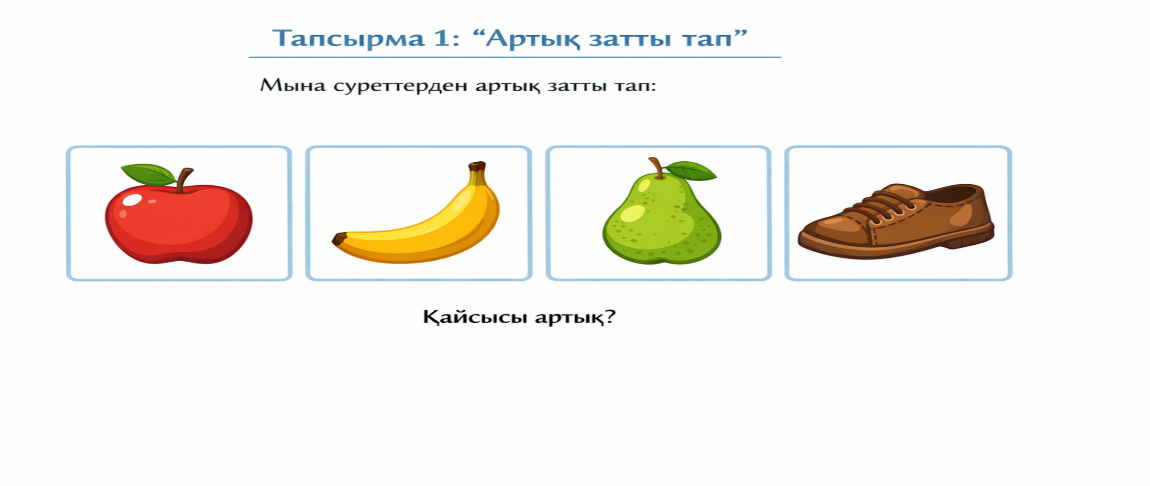 Тапсырма 1: “Артық затты тап”
Мына суреттерден артық затты тап:
Қайсысы артық?